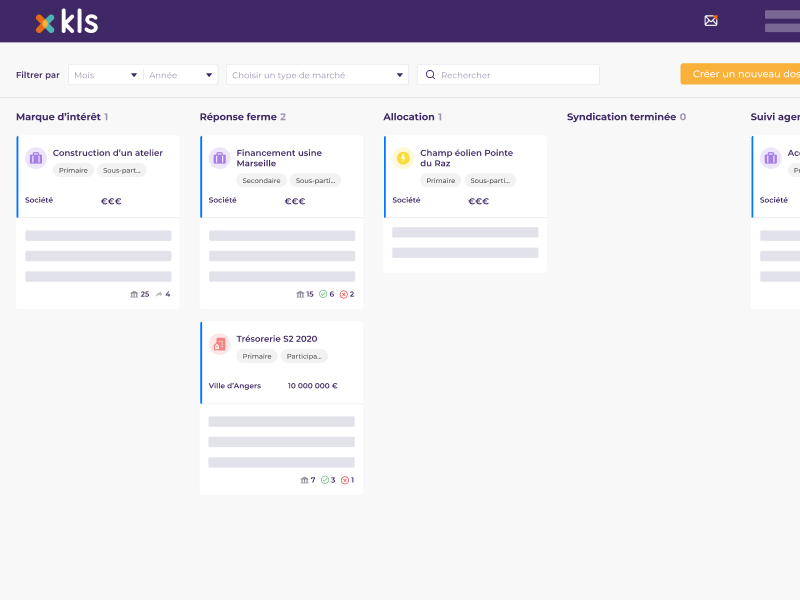 kls
Filtrer par
Mois
Année
Choisir un type de marché
Rechercher
Créer un nouveau dos
Marque d'intérêt 1
Construction d'un atelier
Primaire
Sous-part...
Société
€€€
25
4
Réponse ferme 2
Financement usine
Marseille
Secondaire
Sous-parti...
Société
€€€
15
6
2
Trésorerie S2 2020
Primaire
Participa...
Ville d'Angers
10 000 000 €
7
3
1
Allocation 1
Champ éolien Pointe
du Raz
Primaire
Sous-parti...
Société
€€€
Syndication terminée 0
Suivi age
Ac
Pr
Société